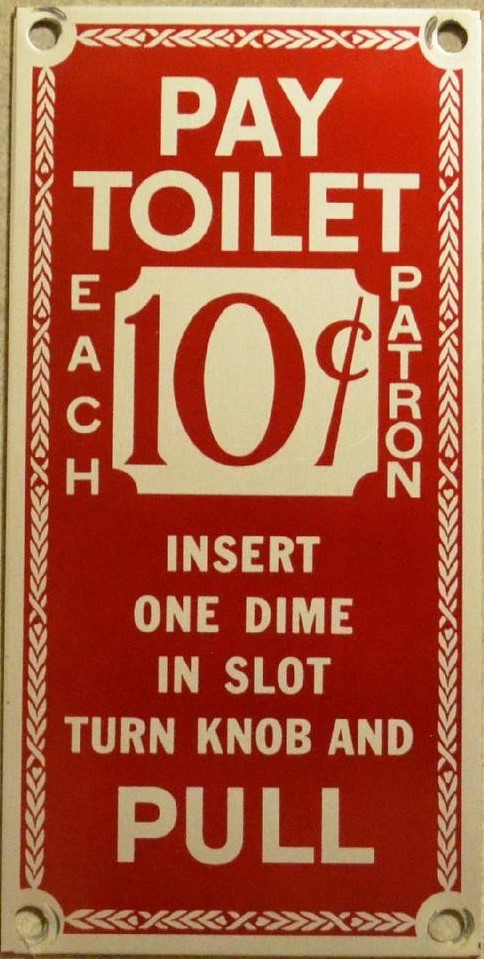 PAY
TOILET
EACH
10¢
PATRON
INSERT
ONE DIME
IN SLOT
TURN KNOB AND
PULL